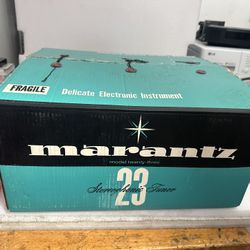 FRAGILE
Delicate Electronic Instrument
marantz
model twenty-three
23
Stereophonic Tuner